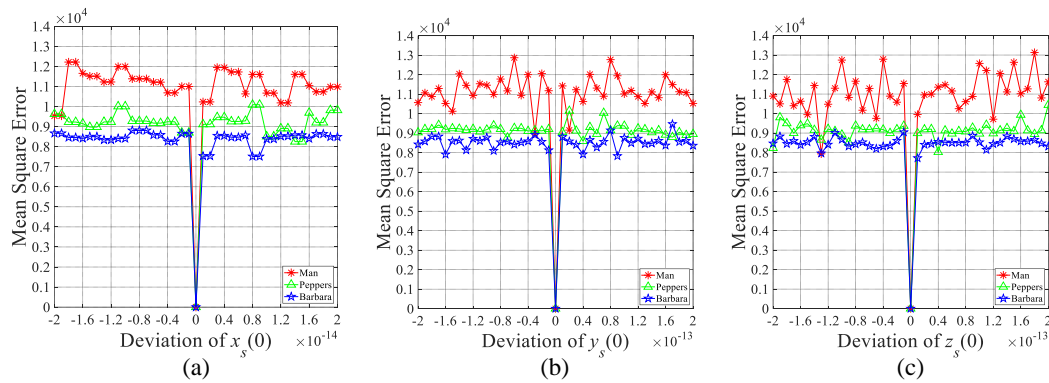 ×10⁴
1.4
1.3
1.2
1.1
1.0
0.9
0.8
0.7
0.6
0.5
0.4
0.3
0.2
0.1
0
Mean Square Error
Man
Peppers
Barbara
-2 -1.6 -1.2 -0.8 -0.4 0 0.4 0.8 1.2 1.6 2
Deviation of x_s(0) ×10⁻¹⁴
(a)
×10⁴
1.4
1.3
1.2
1.1
1.0
0.9
0.8
0.7
0.6
0.5
0.4
0.3
0.2
0.1
0
Mean Square Error
Man
Peppers
Barbara
-2 -1.6 -1.2 -0.8 -0.4 0 0.4 0.8 1.2 1.6 2
Deviation of y_s(0) ×10⁻¹³
(b)
×10⁴
1.4
1.3
1.2
1.1
1.0
0.9
0.8
0.7
0.6
0.5
0.4
0.3
0.2
0.1
0
Mean Square Error
Man
Peppers
Barbara
-2 -1.6 -1.2 -0.8 -0.4 0 0.4 0.8 1.2 1.6 2
Deviation of z_s(0) ×10⁻¹³
(c)